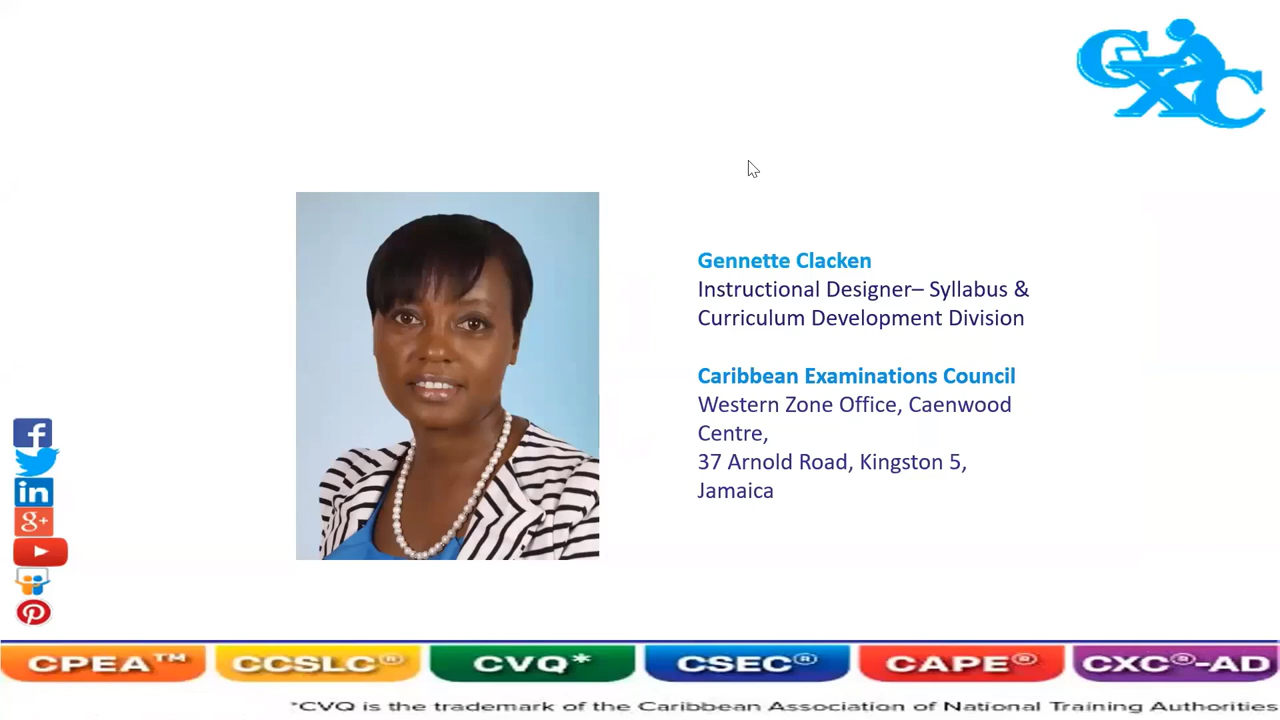 CXC
Gennette Clacken
Instructional Designer– Syllabus &
Curriculum Development Division
Caribbean Examinations Council
Western Zone Office, Caenwood
Centre,
37 Arnold Road, Kingston 5,
Jamaica
f
in
g+
CPEA™ CCSLC® CVQ* CSEC® CAPE® CXC®-AD
*CVQ is the trademark of the Caribbean Association of National Training Authorities